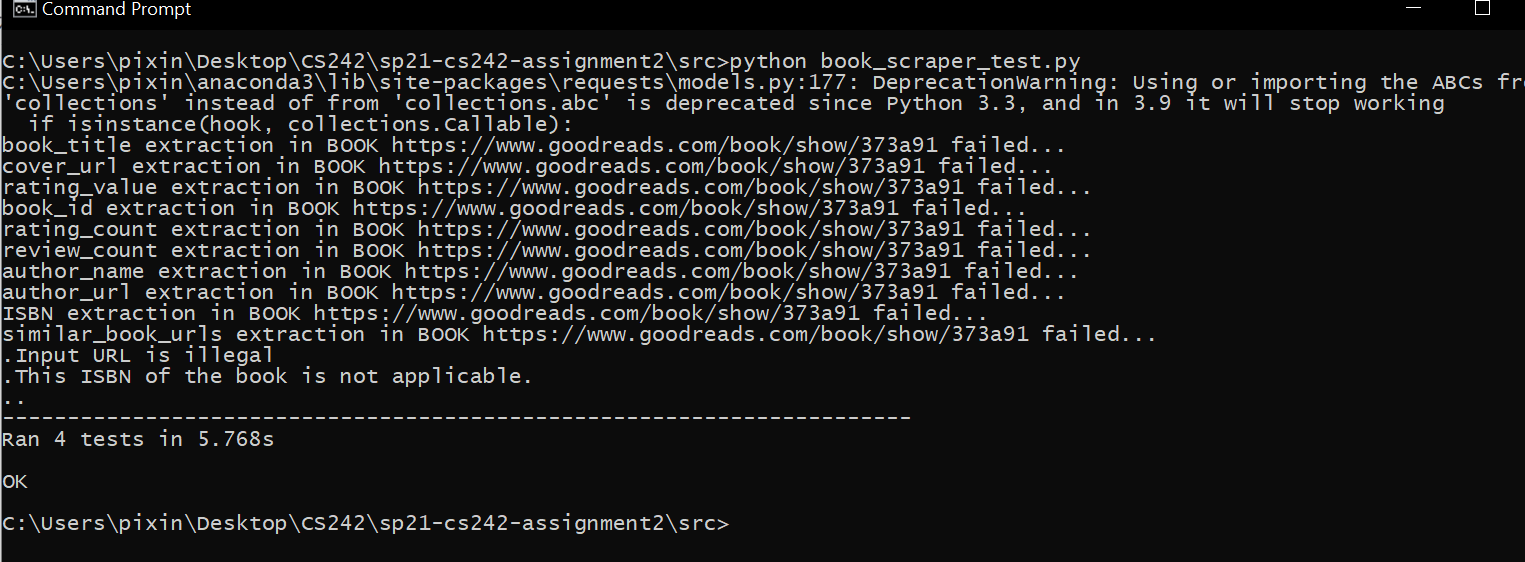 Command Prompt
C:\Users\pixin\Desktop\CS242\sp21-cs242-assignment2\src>python book_scraper_test.py
C:\Users\pixin\anaconda3\lib\site-packages\requests\models.py:177: DeprecationWarning: Using or importing the ABCs fr
'collections' instead of from 'collections.abc' is deprecated since Python 3.3, and in 3.9 it will stop working
  if isinstance(hook, collections.Callable):
book_title extraction in BOOK https://www.goodreads.com/book/show/373a91 failed...
cover_url extraction in BOOK https://www.goodreads.com/book/show/373a91 failed...
rating_value extraction in BOOK https://www.goodreads.com/book/show/373a91 failed...
book_id extraction in BOOK https://www.goodreads.com/book/show/373a91 failed...
rating_count extraction in BOOK https://www.goodreads.com/book/show/373a91 failed...
review_count extraction in BOOK https://www.goodreads.com/book/show/373a91 failed...
author_name extraction in BOOK https://www.goodreads.com/book/show/373a91 failed...
author_url extraction in BOOK https://www.goodreads.com/book/show/373a91 failed...
ISBN extraction in BOOK https://www.goodreads.com/book/show/373a91 failed...
similar_book_urls extraction in BOOK https://www.goodreads.com/book/show/373a91 failed...
.Input URL is illegal
.This ISBN of the book is not applicable.
..
----------------------------------------------------------------------
Ran 4 tests in 5.768s
OK
C:\Users\pixin\Desktop\CS242\sp21-cs242-assignment2\src>